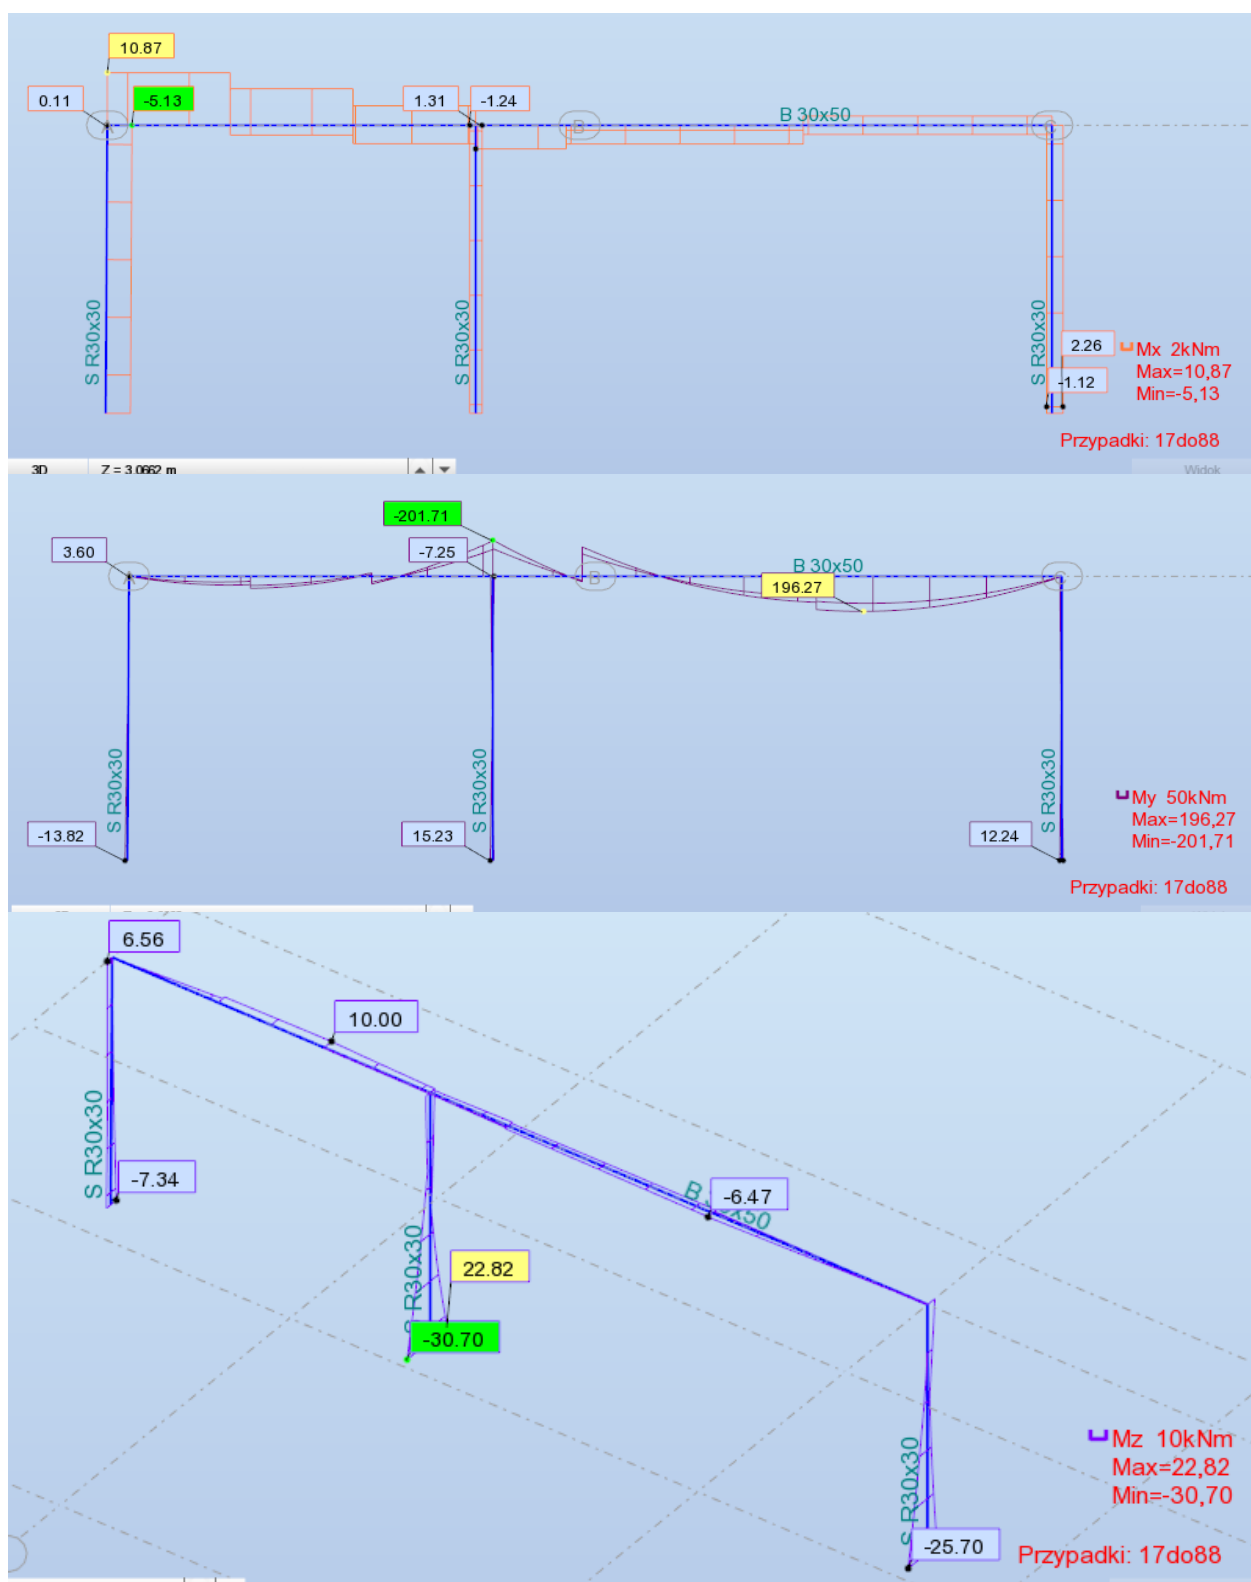 10.87
0.11
-5.13
1.31
-1.24
A
B
B 30x50
C
S R30x30
S R30x30
S R30x30
2.26
-1.12
Mx 2kNm
Max=10,87
Min=-5,13
Przypadki: 17do88
3D
Z = 3.0662 m
Widok
-201.71
3.60
-7.25
A
B
B 30x50
C
196.27
S R30x30
S R30x30
S R30x30
-13.82
15.23
12.24
My 50kNm
Max=196,27
Min=-201,71
Przypadki: 17do88
6.56
10.00
S R30x30
-7.34
-6.47
S R30x30
22.82
-30.70
S R30x30
-25.70
Mz 10kNm
Max=22,82
Min=-30,70
Przypadki: 17do88